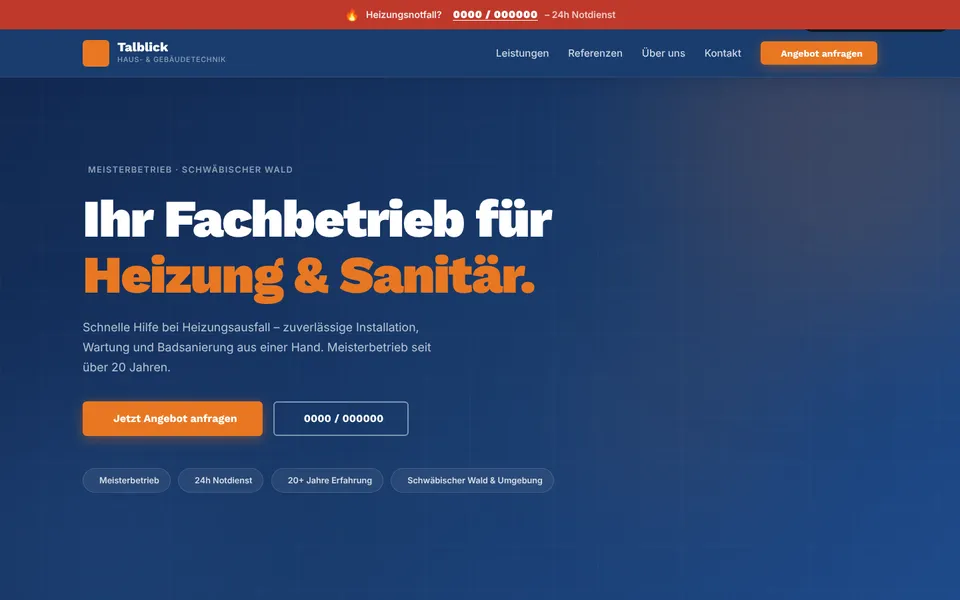 🔥 Heizungsnotfall? 0000 / 000000 – 24h Notdienst
Talblick
HAUS- & GEBÄUDETECHNIK
Leistungen Referenzen Über uns Kontakt Angebot anfragen
MEISTERBETRIEB · SCHWÄBISCHER WALD
Ihr Fachbetrieb für
Heizung & Sanitär.
Schnelle Hilfe bei Heizungsausfall – zuverlässige Installation,
Wartung und Badsanierung aus einer Hand. Meisterbetrieb seit
über 20 Jahren.
Jetzt Angebot anfragen 0000 / 000000
Meisterbetrieb 24h Notdienst 20+ Jahre Erfahrung Schwäbischer Wald & Umgebung